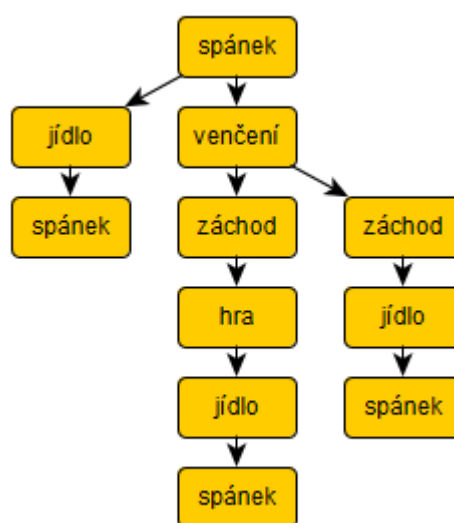 spánek
jídlo
venčení
spánek
záchod
záchod
hra
jídlo
jídlo
spánek
spánek